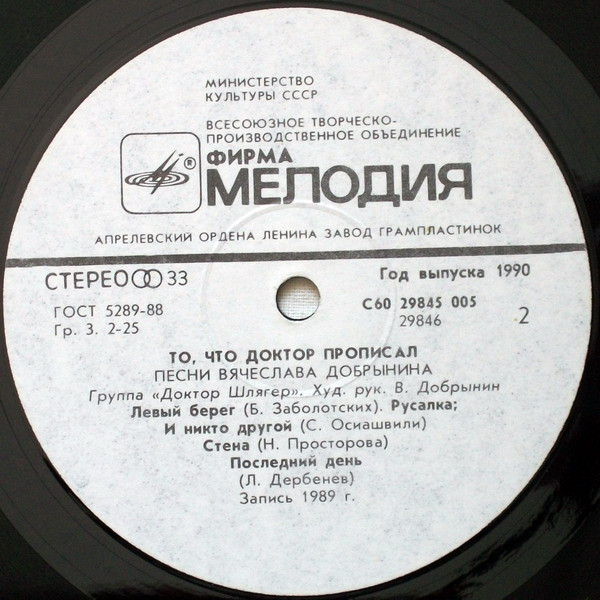 МИНИСТЕРСТВО
КУЛЬТУРЫ СССР
ВСЕСОЮЗНОЕ ТВОРЧЕСКО-
ПРОИЗВОДСТВЕННОЕ ОБЪЕДИНЕНИЕ
®
ФИРМА
МЕЛОДИЯ
АПРЕЛЕВСКИЙ ОРДЕНА ЛЕНИНА ЗАВОД ГРАМПЛАСТИНОК
СТЕРЕО 33
Год выпуска 1990
ГОСТ 5289-88
Гр. 3. 2-25
С60 29845 005
29846
2
ТО, ЧТО ДОКТОР ПРОПИСАЛ
ПЕСНИ ВЯЧЕСЛАВА ДОБРЫНИНА
Группа «Доктор Шлягер». Худ. рук. В. Добрынин
Левый берег (Б. Заболотских). Русалка;
И никто другой (С. Осиашвили)
Стена (Н. Просторова)
Последний день
(Л. Дербенев)
Запись 1989 г.